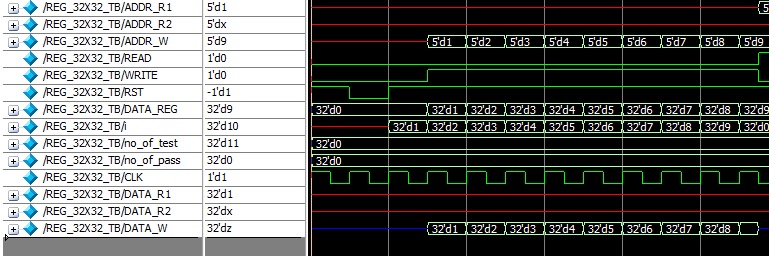 /REG_32X32_TB/ADDR_R1 5'd1 5
/REG_32X32_TB/ADDR_R2 5'dx
/REG_32X32_TB/ADDR_W 5'd9 5'd1 5'd2 5'd3 5'd4 5'd5 5'd6 5'd7 5'd8 5'd9
/REG_32X32_TB/READ 1'd0
/REG_32X32_TB/WRITE 1'd0
/REG_32X32_TB/RST -1'd1
/REG_32X32_TB/DATA_REG 32'd9 32'd0 32'd1 32'd2 32'd3 32'd4 32'd5 32'd6 32'd7 32'd8 32'd9
/REG_32X32_TB/i 32'd10 32'd1 32'd2 32'd3 32'd4 32'd5 32'd6 32'd7 32'd8 32'd9 32'd0
/REG_32X32_TB/no_of_test 32'd11 32'd0
/REG_32X32_TB/no_of_pass 32'd0 32'd0
/REG_32X32_TB/CLK 1'd1
/REG_32X32_TB/DATA_R1 32'd1
/REG_32X32_TB/DATA_R2 32'dx
/REG_32X32_TB/DATA_W 32'dz 32'd1 32'd2 32'd3 32'd4 32'd5 32'd6 32'd7 32'd8